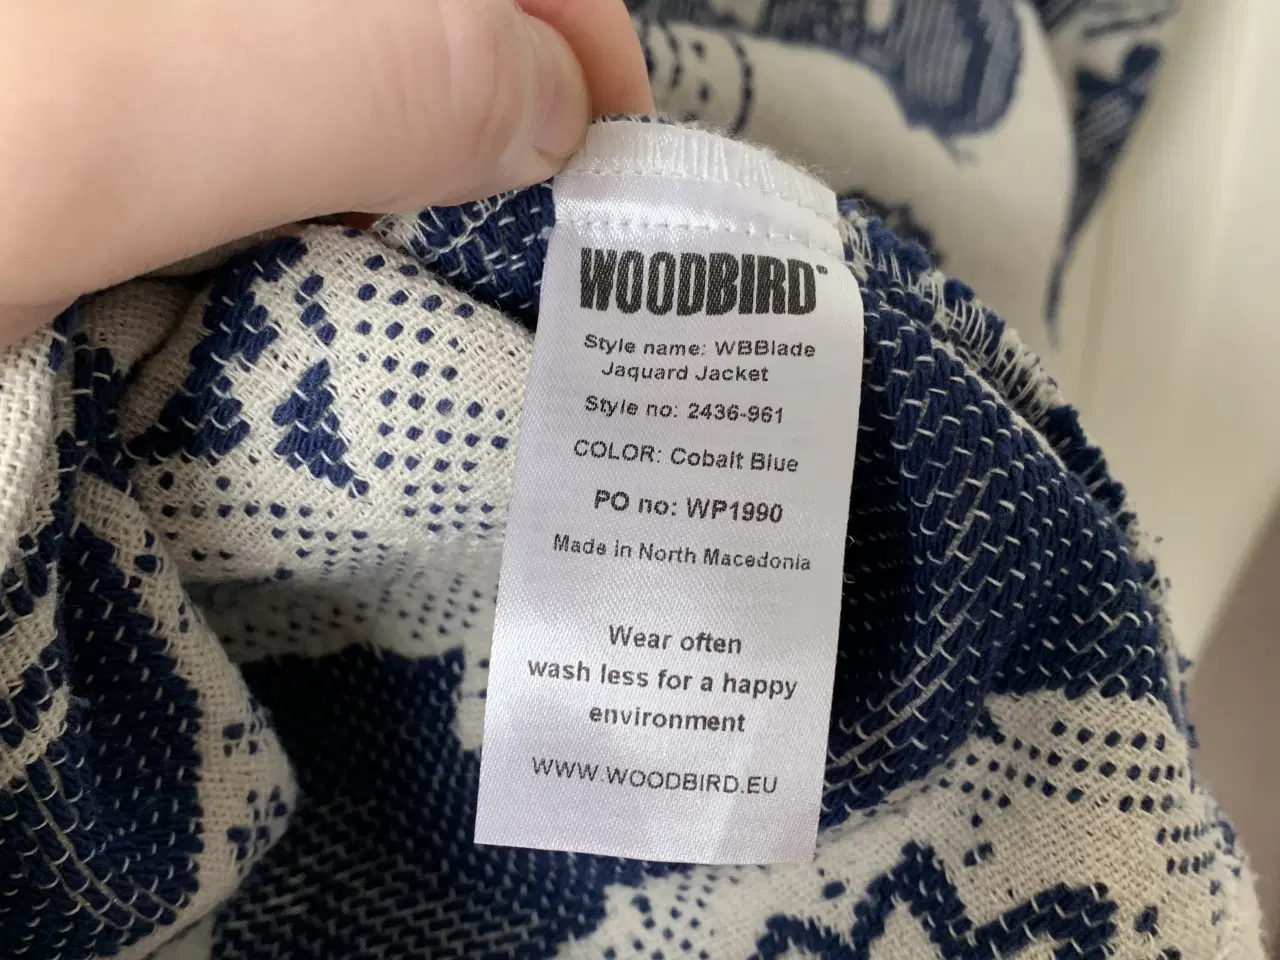 WOODBIRD
Style name: WBBlade
Jaquard Jacket
Style no: 2436-961
COLOR: Cobalt Blue
PO no: WP1990
Made in North Macedonia
Wear often
wash less for a happy
environment
WWW.WOODBIRD.EU